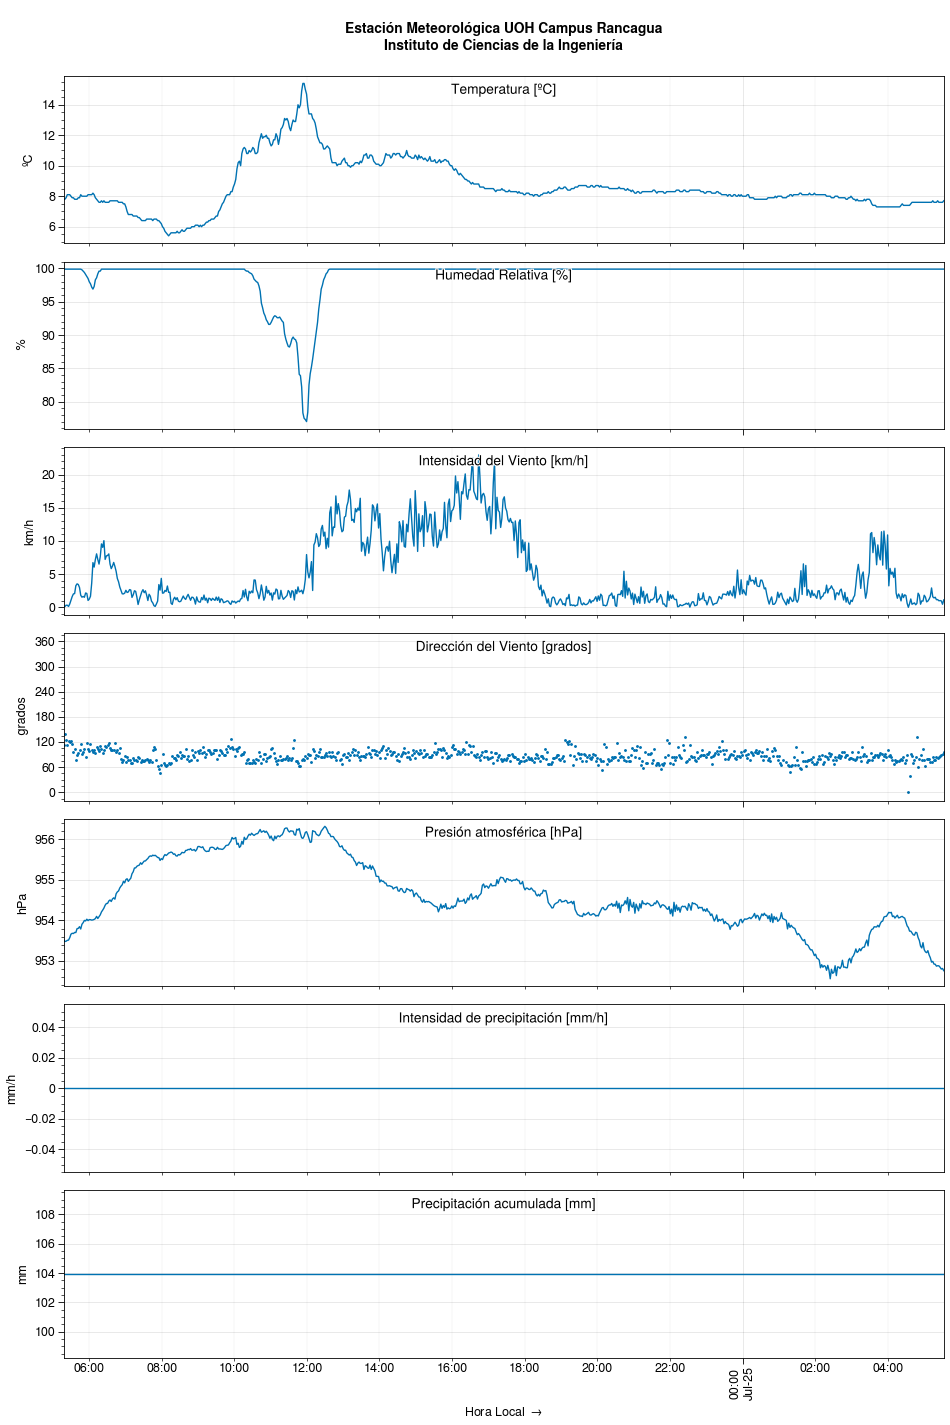 Estación Meteorológica UOH Campus Rancagua
Instituto de Ciencias de la Ingeniería
Temperatura [ºC]
14
12
10
8
6
ºC
Humedad Relativa [%]
100
95
90
85
80
%
Intensidad del Viento [km/h]
20
15
10
5
0
km/h
Dirección del Viento [grados]
360
300
240
180
120
60
0
grados
Presión atmosférica [hPa]
956
955
954
953
hPa
Intensidad de precipitación [mm/h]
0.04
0.02
0
−0.02
−0.04
mm/h
Precipitación acumulada [mm]
108
106
104
102
100
mm
06:00 08:00 10:00 12:00 14:00 16:00 18:00 20:00 22:00 00:00 02:00 04:00
Jul-25
Hora Local →